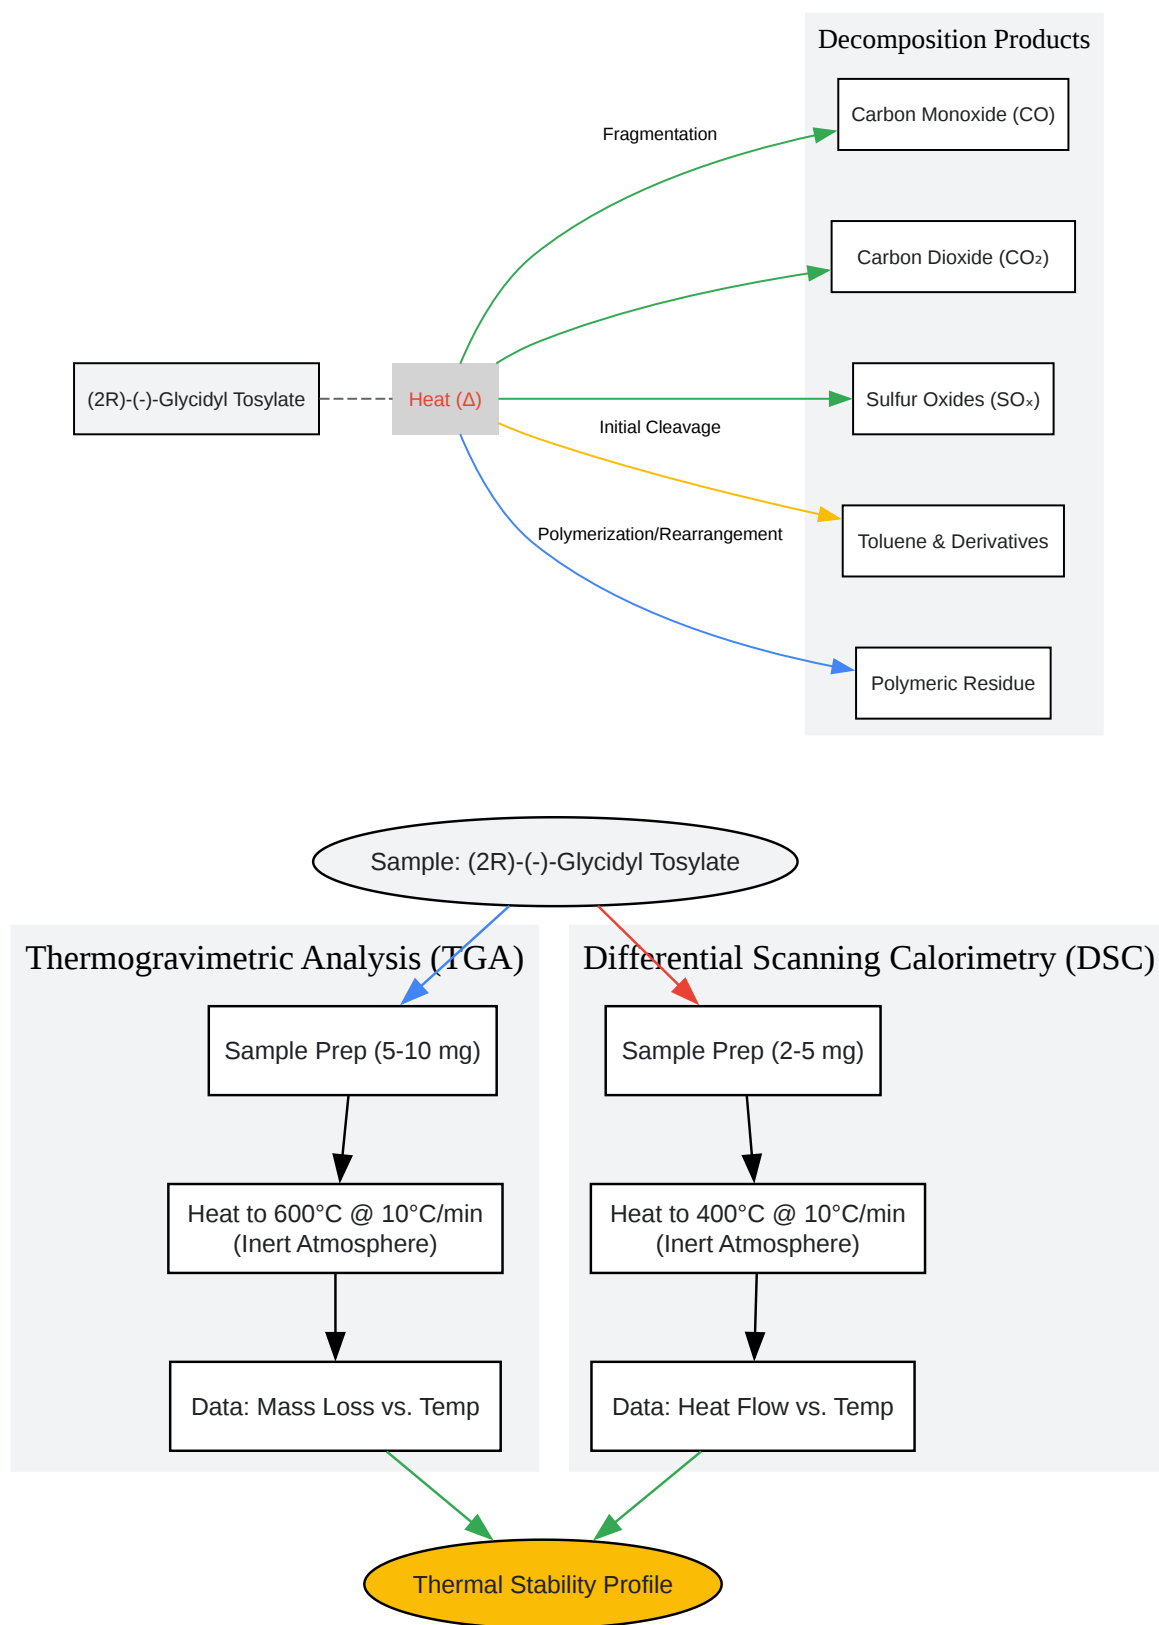 Decomposition Products
Carbon Monoxide (CO)
Fragmentation
Carbon Dioxide (CO₂)
(2R)-(-)-Glycidyl Tosylate
Heat (Δ)
Sulfur Oxides (SOₓ)
Initial Cleavage
Toluene & Derivatives
Polymerization/Rearrangement
Polymeric Residue
Sample: (2R)-(-)-Glycidyl Tosylate
Thermogravimetric Analysis (TGA)
Differential Scanning Calorimetry (DSC)
Sample Prep (5-10 mg)
Sample Prep (2-5 mg)
Heat to 600°C @ 10°C/min
(Inert Atmosphere)
Heat to 400°C @ 10°C/min
(Inert Atmosphere)
Data: Mass Loss vs. Temp
Data: Heat Flow vs. Temp
Thermal Stability Profile